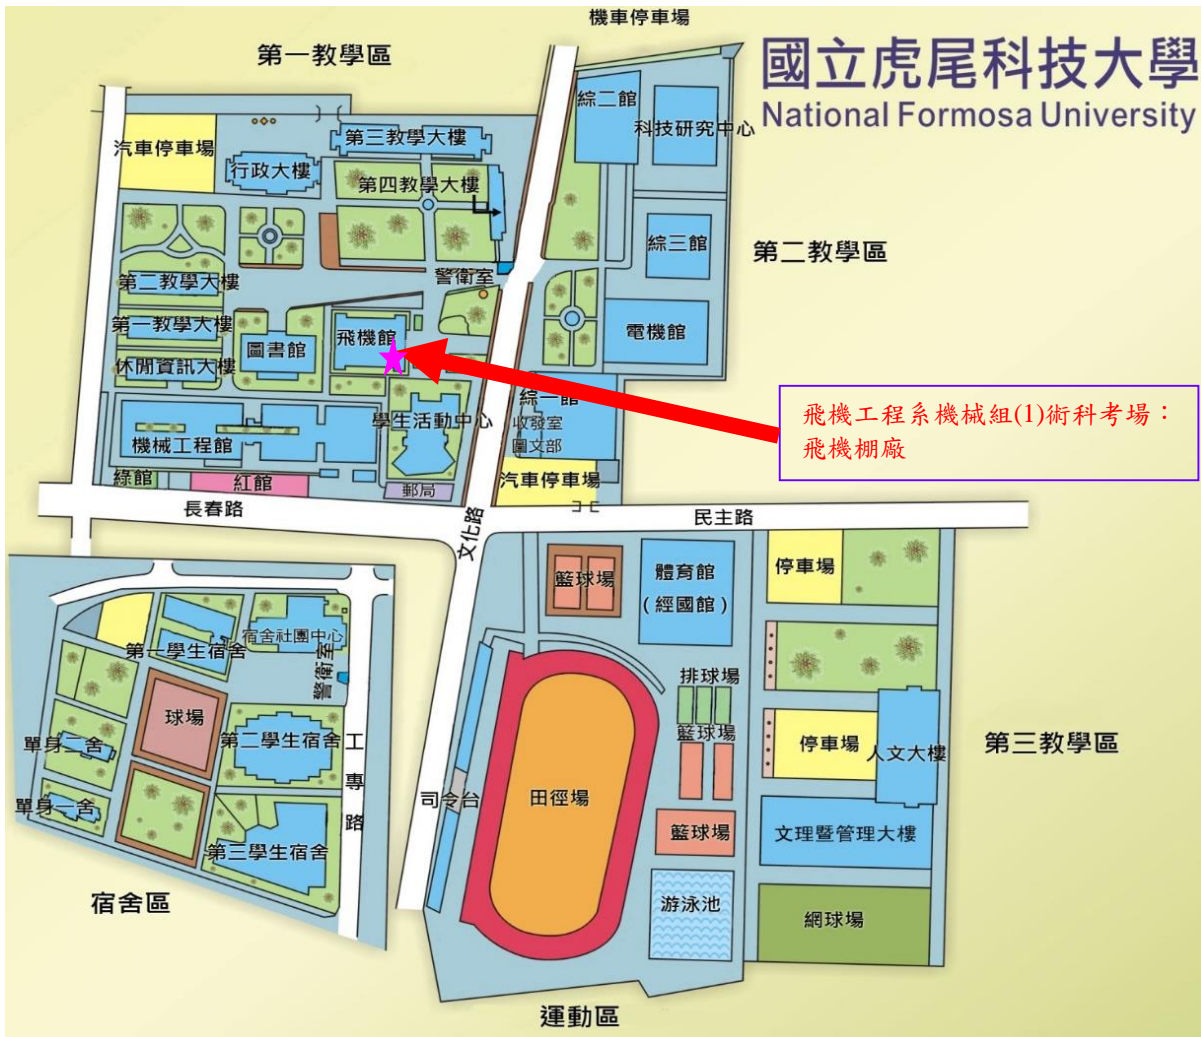 機車停車場
國立虎尾科技大學
National Formosa University
第一教學區
綜二館
科技研究中心
汽車停車場
第三教學大樓
行政大樓
第四教學大樓
綜三館
第二教學區
警衛室
第二教學大樓
第一教學大樓
飛機館
電機館
圖書館
休閒資訊大樓
綜一館
收發室
圖文部
飛機工程系機械組(1)術科考場：
飛機棚廠
學生活動中心
機械工程館
綠館
紅館
郵局
汽車停車場
長春路
文化路
民主路
籃球場
體育館
(經國館)
停車場
宿舍社團中心
第一學生宿舍
警衛室
排球場
球場
第二學生宿舍
工專路
籃球場
停車場
人文大樓
第三教學區
單身二舍
單身一舍
司令台
田徑場
籃球場
文理暨管理大樓
第三學生宿舍
宿舍區
游泳池
網球場
運動區